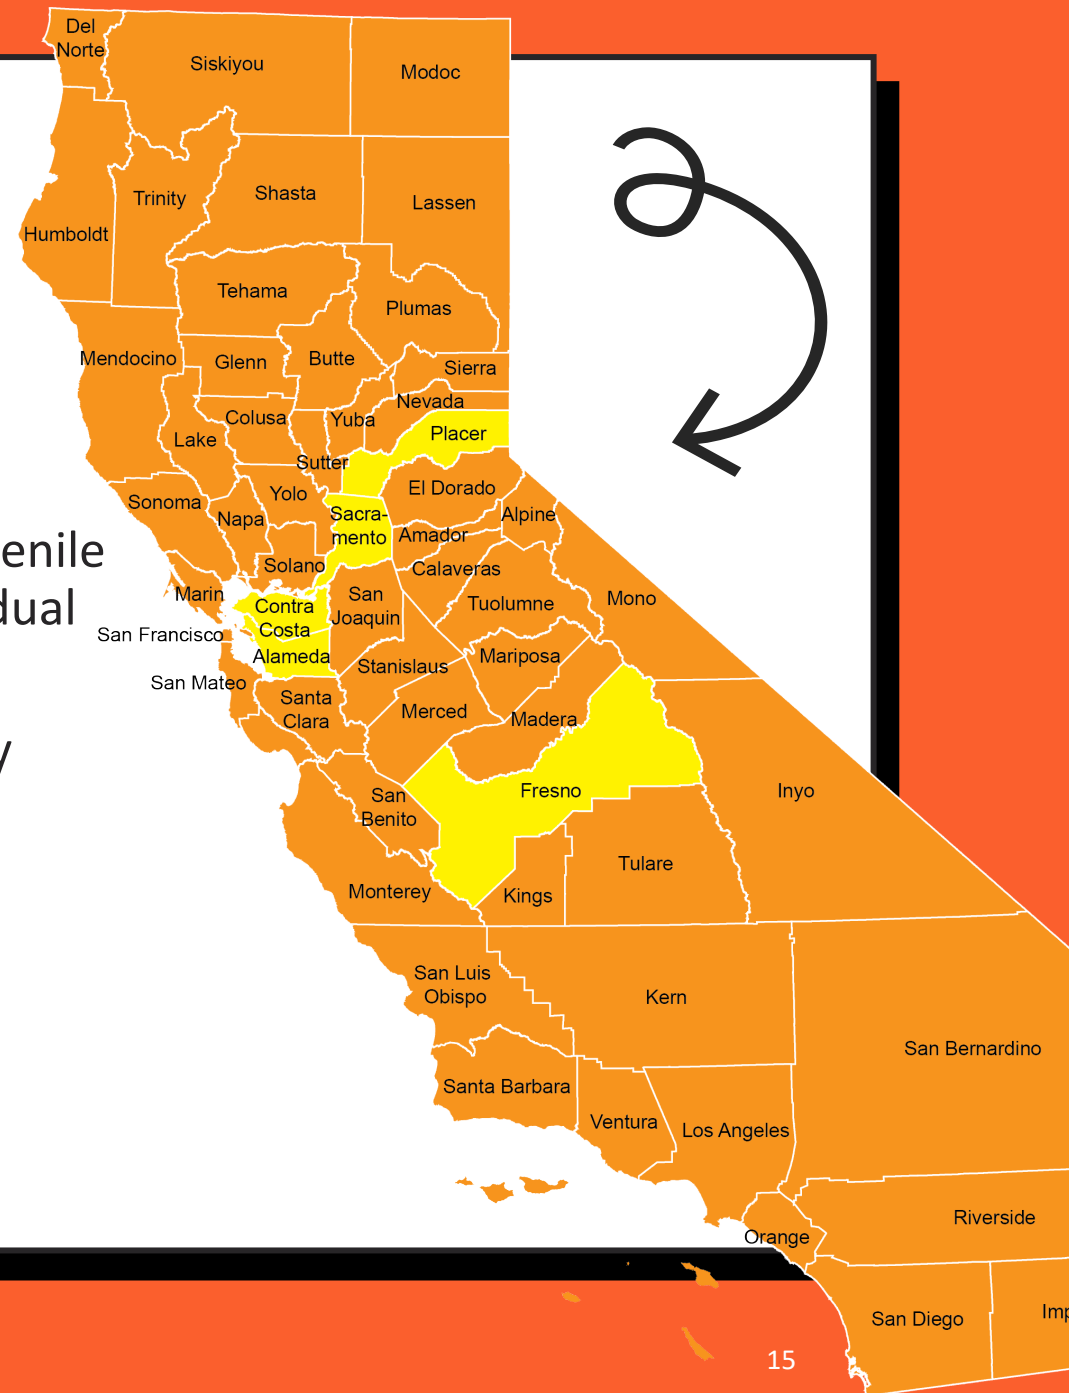 Del
Norte
Siskiyou
Modoc
Trinity
Shasta
Lassen
Humboldt
Tehama
Plumas
Mendocino
Glenn
Butte
Sierra
Nevada
Colusa
Yuba
Lake
Placer
Sutter
Sonoma
Yolo
El Dorado
Napa
Sacra-
mento
Alpine
Amador
enile
Solano
Calaveras
Marin
dual
Contra
Costa
San
Joaquin
Tuolumne
Mono
San Francisco
Alameda
Stanislaus
Mariposa
San Mateo
Santa
Clara
Merced
Madera
y
San
Benito
Fresno
Inyo
Monterey
Kings
Tulare
San Luis
Obispo
Kern
San Bernardino
Santa Barbara
Ventura
Los Angeles
Orange
Riverside
San Diego
Imp
15